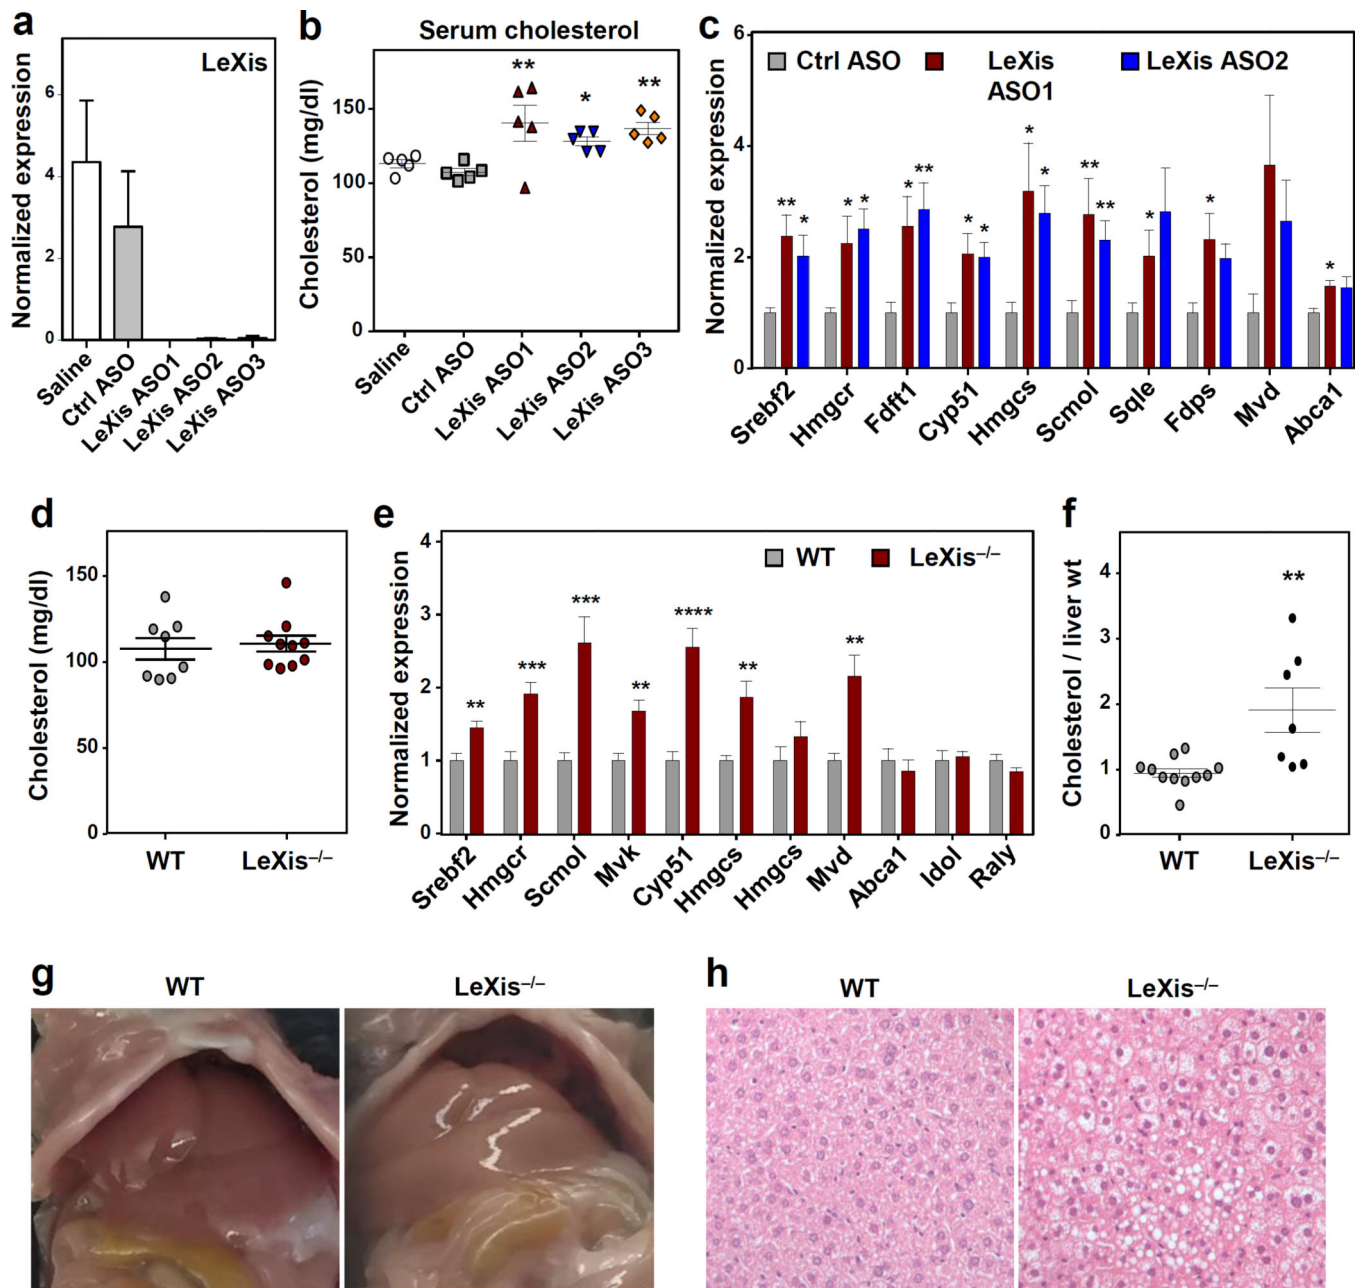 a
LeXis
Normalized expression
6
4
2
0
Saline
Ctrl ASO
LeXis ASO1
LeXis ASO2
LeXis ASO3
b
Serum cholesterol
Cholesterol (mg/dl)
150
100
50
0
** * **
Saline
Ctrl ASO
LeXis ASO1
LeXis ASO2
LeXis ASO3
c
Ctrl ASO LeXis ASO1 LeXis ASO2
Normalized expression
6
4
2
0
** * * * * ** * * * * ** ** * * *
Srebf2
Hmgcr
Fdft1
Cyp51
Hmgcs
Scmol
Sqle
Fdps
Mvd
Abca1
d
Cholesterol (mg/dl)
150
100
50
0
WT LeXis–/–
e
WT LeXis–/–
Normalized expression
4
3
2
1
0
** *** *** ** **** ** **
Srebf2
Hmgcr
Scmol
Mvk
Cyp51
Hmgcs
Hmgcs
Mvd
Abca1
Idol
Raly
f
Cholesterol / liver wt
4
3
2
1
0
**
WT LeXis–/–
g
WT LeXis–/–
h
WT LeXis–/–